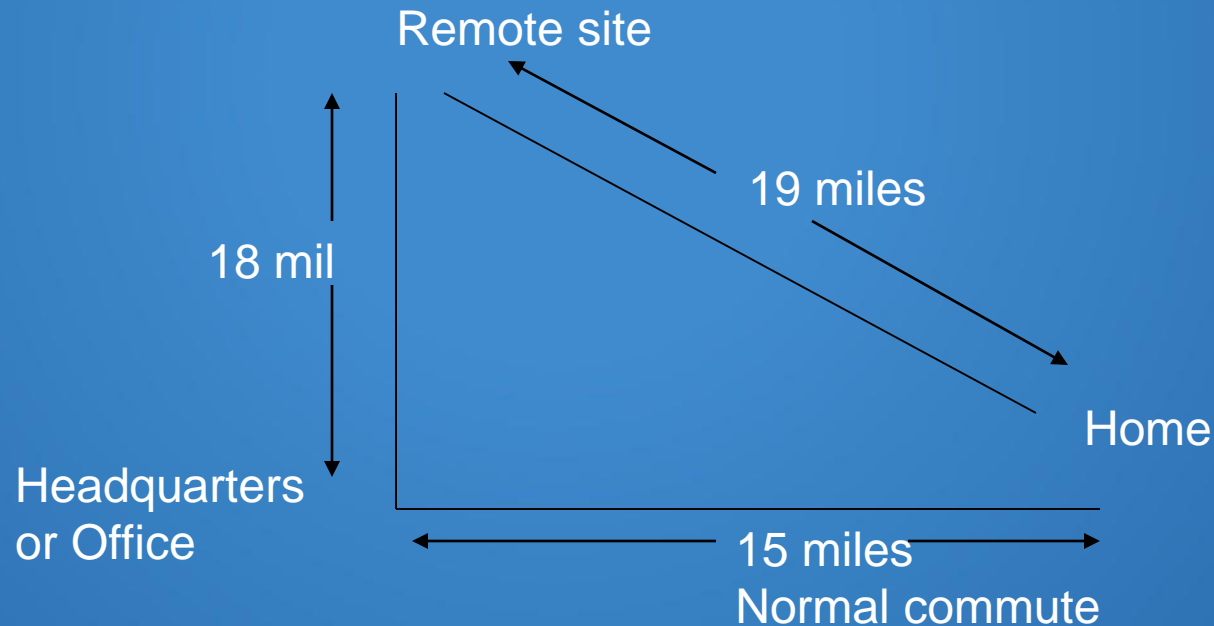 Remote site
19 miles
18 mil
Home
Headquarters
or Office
15 miles
Normal commute